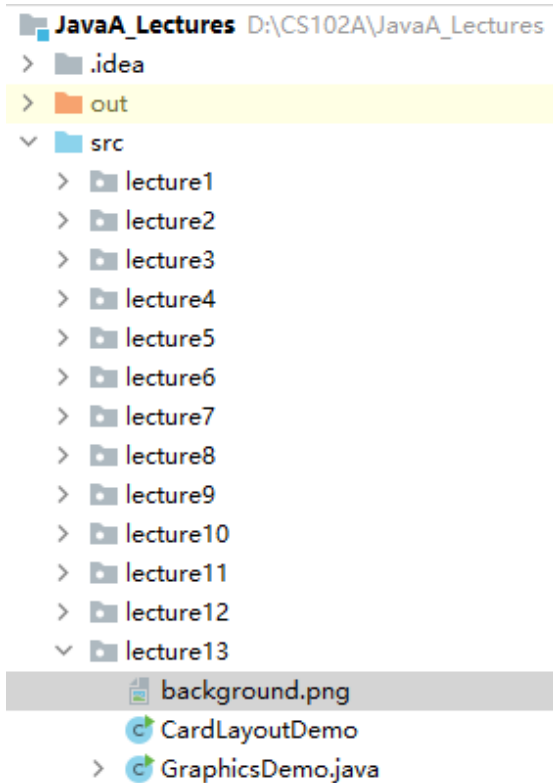 JavaA_Lectures D:\CS102A\JavaA_Lectures
.idea
out
src
lecture1
lecture2
lecture3
lecture4
lecture5
lecture6
lecture7
lecture8
lecture9
lecture10
lecture11
lecture12
lecture13
background.png
CardLayoutDemo
GraphicsDemo.java